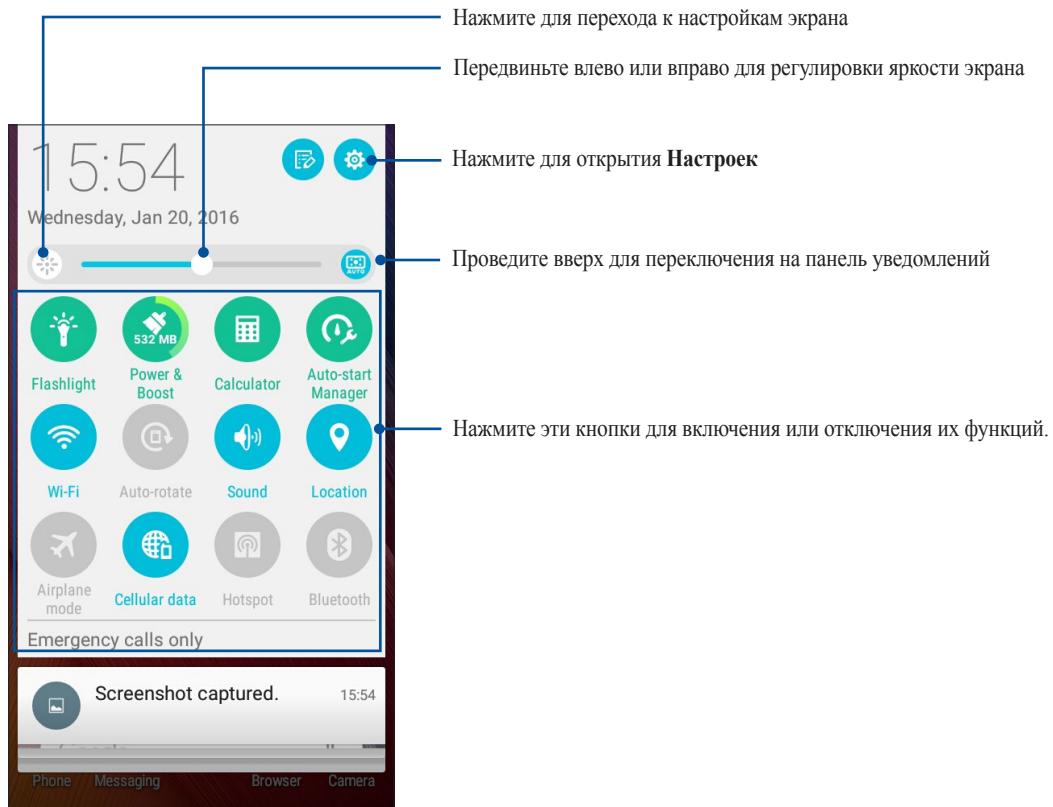 Нажмите для перехода к настройкам экрана
Передвиньте влево или вправо для регулировки яркости экрана
Нажмите для открытия Настроек
Проведите вверх для переключения на панель уведомлений
Нажмите эти кнопки для включения или отключения их функций.
15:54
Wednesday, Jan 20, 2016
AUTO
532 MB
Flashlight
Power &
Boost
Calculator
Auto-start
Manager
Wi-Fi
Auto-rotate
Sound
Location
Airplane
mode
Cellular data
Hotspot
Bluetooth
Emergency calls only
Screenshot captured.
15:54
Phone
Messaging
Browser
Camera